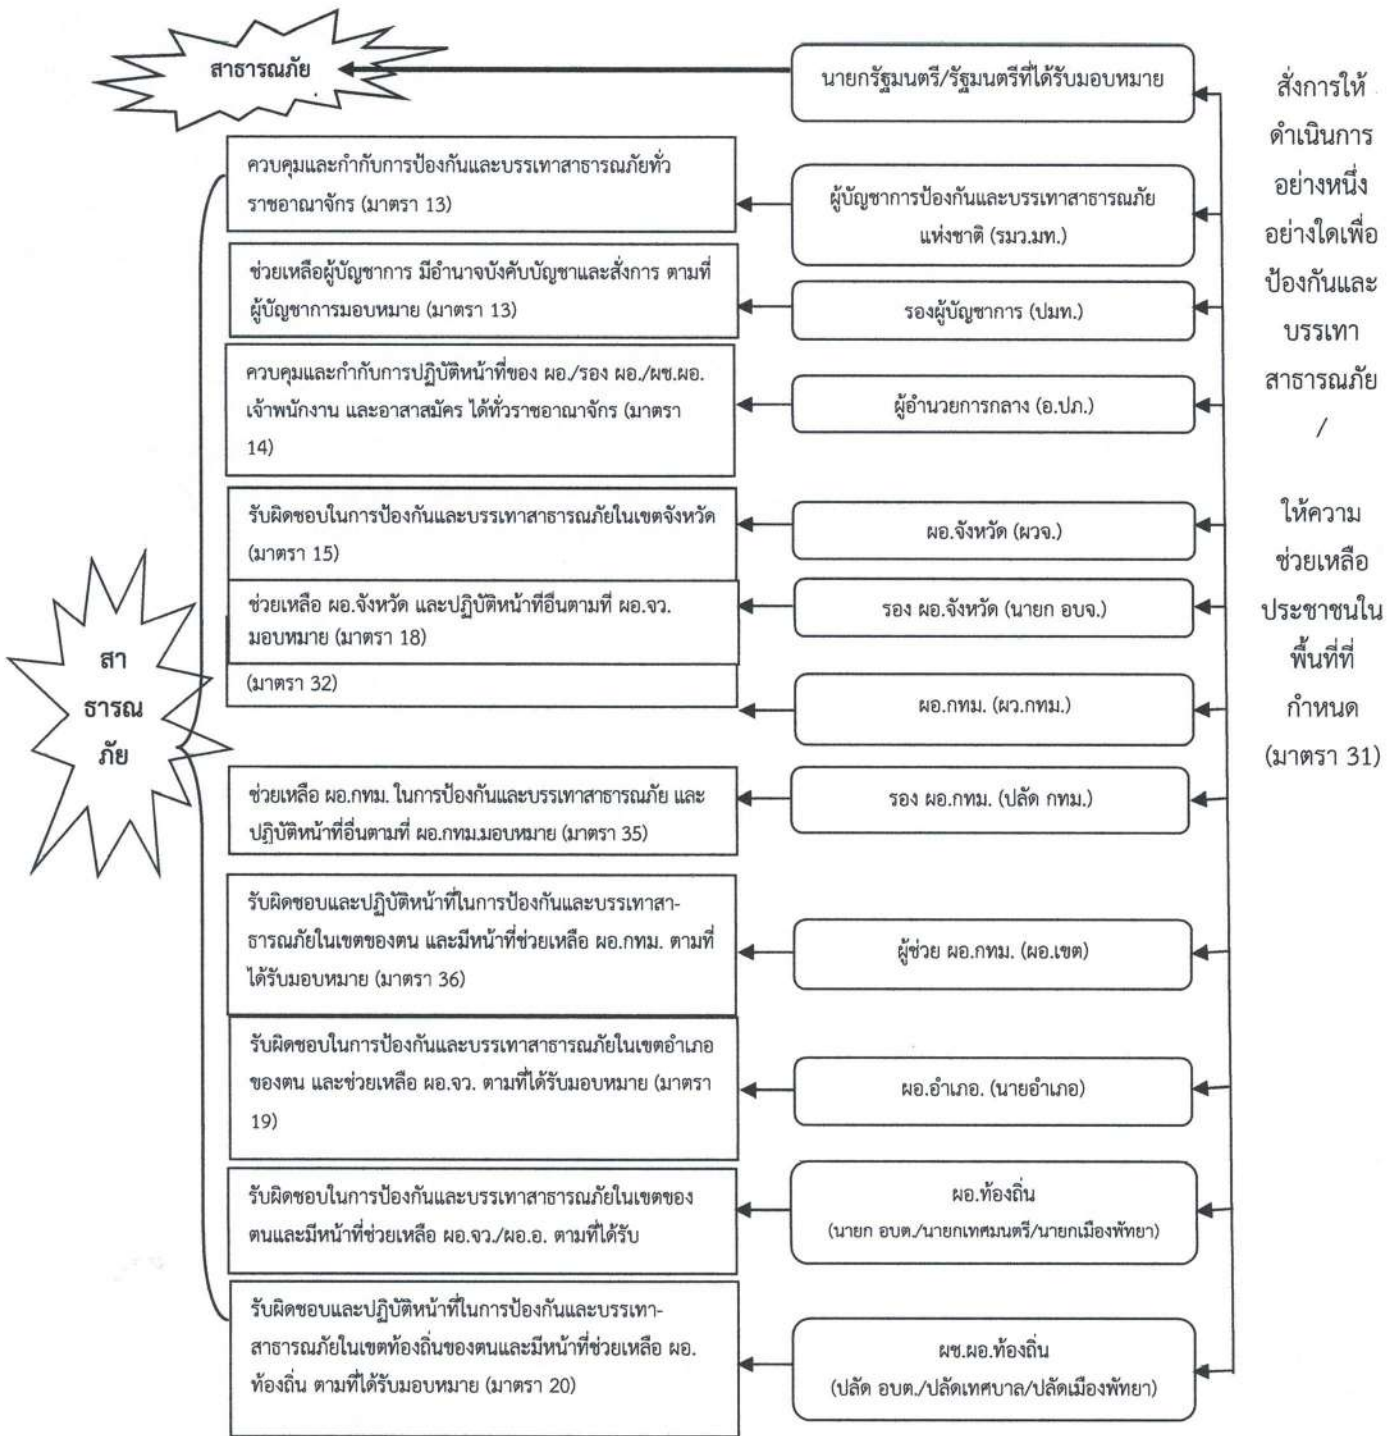 สาธารณภัย
นายกรัฐมนตรี/รัฐมนตรีที่ได้รับมอบหมาย
ควบคุมและกำกับการป้องกันและบรรเทาสาธารณภัยทั่ว
ราชอาณาจักร (มาตรา 13)
ผู้บัญชาการป้องกันและบรรเทาสาธารณภัย
แห่งชาติ (รมว.มท.)
ช่วยเหลือผู้บัญชาการ มีอำนาจบังคับบัญชาและสั่งการ ตามที่
ผู้บัญชาการมอบหมาย (มาตรา 13)
รองผู้บัญชาการ (ปมท.)
ควบคุมและกำกับการปฏิบัติหน้าที่ของ ผอ./รอง ผอ./ผช.ผอ.
เจ้าพนักงาน และอาสาสมัคร ได้ทั่วราชอาณาจักร (มาตรา
14)
ผู้อำนวยการกลาง (อ.ปภ.)
รับผิดชอบในการป้องกันและบรรเทาสาธารณภัยในเขตจังหวัด
(มาตรา 15)
ผอ.จังหวัด (ผวจ.)
ช่วยเหลือ ผอ.จังหวัด และปฏิบัติหน้าที่อื่นตามที่ ผอ.จว.
มอบหมาย (มาตรา 18)
รอง ผอ.จังหวัด (นายก อบจ.)
(มาตรา 32)
ผอ.กทม. (ผว.กทม.)
ช่วยเหลือ ผอ.กทม. ในการป้องกันและบรรเทาสาธารณภัย และ
ปฏิบัติหน้าที่อื่นตามที่ ผอ.กทม.มอบหมาย (มาตรา 35)
รอง ผอ.กทม. (ปลัด กทม.)
รับผิดชอบและปฏิบัติหน้าที่ในการป้องกันและบรรเทาสา-
ธารณภัยในเขตของตน และมีหน้าที่ช่วยเหลือ ผอ.กทม. ตามที่
ได้รับมอบหมาย (มาตรา 36)
ผู้ช่วย ผอ.กทม. (ผอ.เขต)
รับผิดชอบในการป้องกันและบรรเทาสาธารณภัยในเขตอำเภอ
ของตน และช่วยเหลือ ผอ.จว. ตามที่ได้รับมอบหมาย (มาตรา
19)
ผอ.อำเภอ. (นายอำเภอ)
รับผิดชอบในการป้องกันและบรรเทาสาธารณภัยในเขตของ
ตนและมีหน้าที่ช่วยเหลือ ผอ.จว./ผอ.อ. ตามที่ได้รับ
ผอ.ท้องถิ่น
(นายก อบต./นายกเทศมนตรี/นายกเมืองพัทยา)
รับผิดชอบและปฏิบัติหน้าที่ในการป้องกันและบรรเทา-
สาธารณภัยในเขตท้องถิ่นของตนและมีหน้าที่ช่วยเหลือ ผอ.
ท้องถิ่น ตามที่ได้รับมอบหมาย (มาตรา 20)
ผช.ผอ.ท้องถิ่น
(ปลัด อบต./ปลัดเทศบาล/ปลัดเมืองพัทยา)
สา
ธารณ
ภัย
สั่งการให้
ดำเนินการ
อย่างหนึ่ง
อย่างใดเพื่อ
ป้องกันและ
บรรเทา
สาธารณภัย
/
ให้ความ
ช่วยเหลือ
ประชาชนใน
พื้นที่ที่
กำหนด
(มาตรา 31)